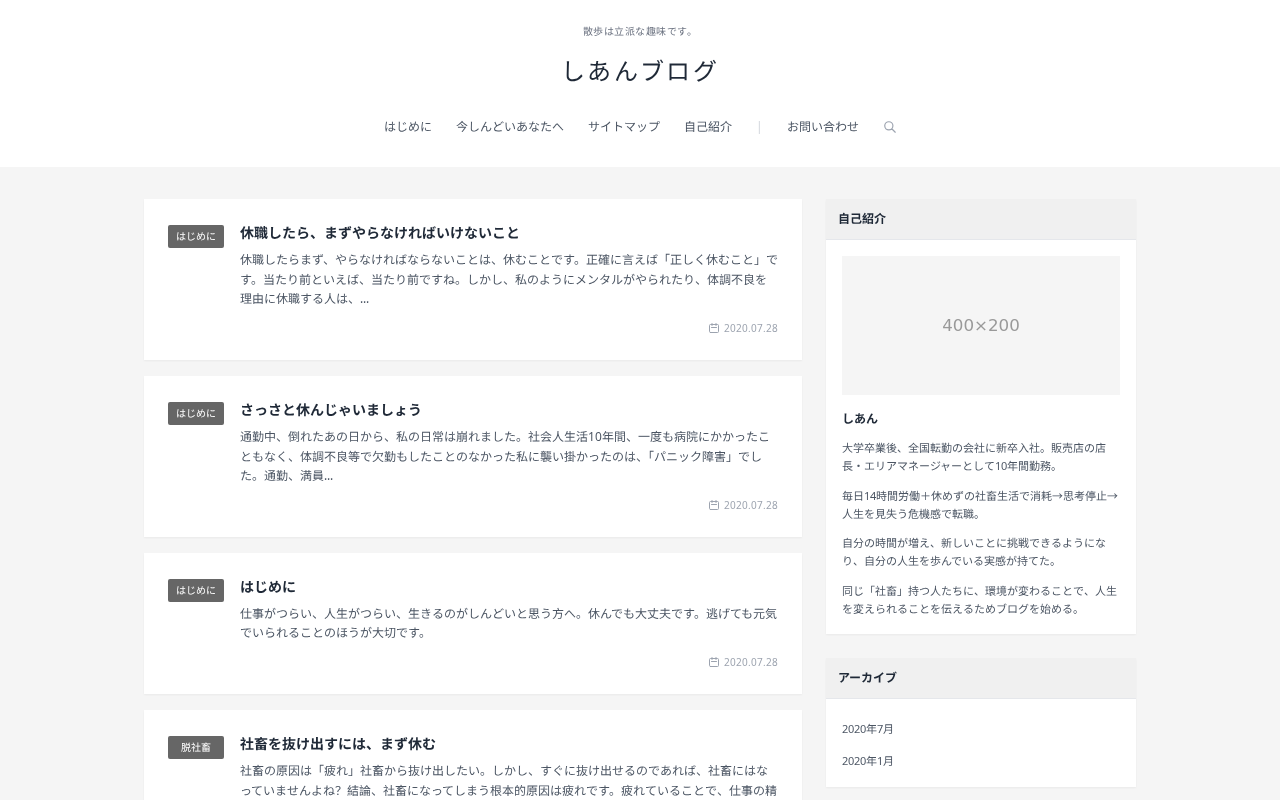 散歩は立派な趣味です。
しあんブログ
はじめに 今しんどいあなたへ サイトマップ 自己紹介 お問い合わせ
はじめに
休職したら、まずやらなければいけないこと
休職したらまず、やらなければならないことは、休むことです。正確に言えば「正しく休むこと」で
す。当たり前といえば、当たり前ですね。しかし、私のようにメンタルがやられたり、体調不良を
理由に休職する人は、...
2020.07.28
はじめに
さっさと休んじゃいましょう
通勤中、倒れたあの日から、私の日常は崩れました。社会人生活10年間、一度も病院にかかったこ
ともなく、体調不良等で欠勤もしたことのなかった私に襲い掛かったのは、「パニック障害」でし
た。通勤、満員...
2020.07.28
はじめに
はじめに
仕事がつらい、人生がつらい、生きるのがしんどいと思う方へ。休んでも大丈夫です。逃げても元気
でいられることのほうが大切です。
2020.07.28
脱社畜
社畜を抜け出すには、まず休む
社畜の原因は「疲れ」社畜から抜け出したい。しかし、すぐに抜け出せるのであれば、社畜にはな
っていませんよね？結論、社畜になってしまう根本的原因は疲れです。疲れていることで、仕事の精
自己紹介
400×200
しあん
大学卒業後、全国転勤の会社に新卒入社。販売店の店
長・エリアマネージャーとして10年間勤務。
毎日14時間労働＋休めずの社畜生活で消耗→思考停止→
人生を見失う危機感で転職。
自分の時間が増え、新しいことに挑戦できるようにな
り、自分の人生を歩んでいる実感が持てた。
同じ「社畜」持つ人たちに、環境が変わることで、人生
を変えられることを伝えるためブログを始める。
アーカイブ
2020年7月
2020年1月